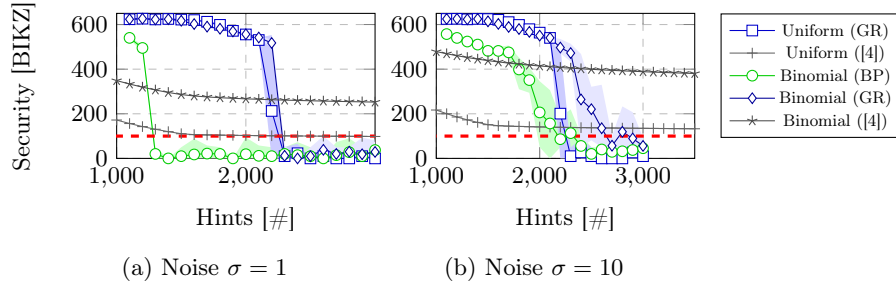 600
400
200
0
1,000
2,000
Security [BIKZ]
Hints [#]
(a) Noise σ = 1
600
400
200
0
1,000
2,000
3,000
Hints [#]
(b) Noise σ = 10
Uniform (GR)
Uniform ([4])
Binomial (BP)
Binomial (GR)
Binomial ([4])